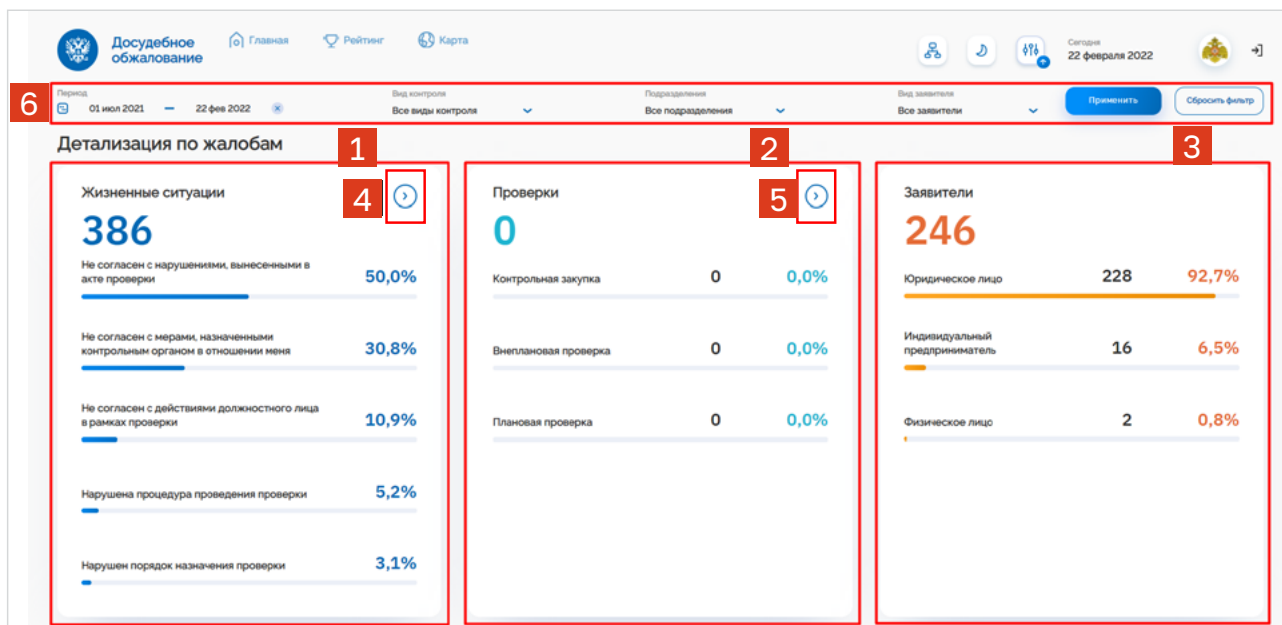 Досудебное
обжалование
Главная
Рейтинг
Карта
Сегодня
22 февраля 2022
6
Период
01 июл 2021 — 22 фев 2022
Вид контроля
Все виды контроля
Подразделения
Все подразделения
Вид заявителя
Все заявители
Применить
Сбросить фильтр
Детализация по жалобам
1
2
3
Жизненные ситуации
4
386
Не согласен с нарушениями, вынесенными в
акте проверки
50,0%
Не согласен с мерами, назначенными
контрольным органом в отношении меня
30,8%
Не согласен с действиями должностного лица
в рамках проверки
10,9%
Нарушена процедура проведения проверки
5,2%
Нарушен порядок назначения проверки
3,1%
Проверки
5
0
Контрольная закупка 0 0,0%
Внеплановая проверка 0 0,0%
Плановая проверка 0 0,0%
Заявители
246
Юридическое лицо 228 92,7%
Индивидуальный
предприниматель
16 6,5%
Физическое лицо 2 0,8%